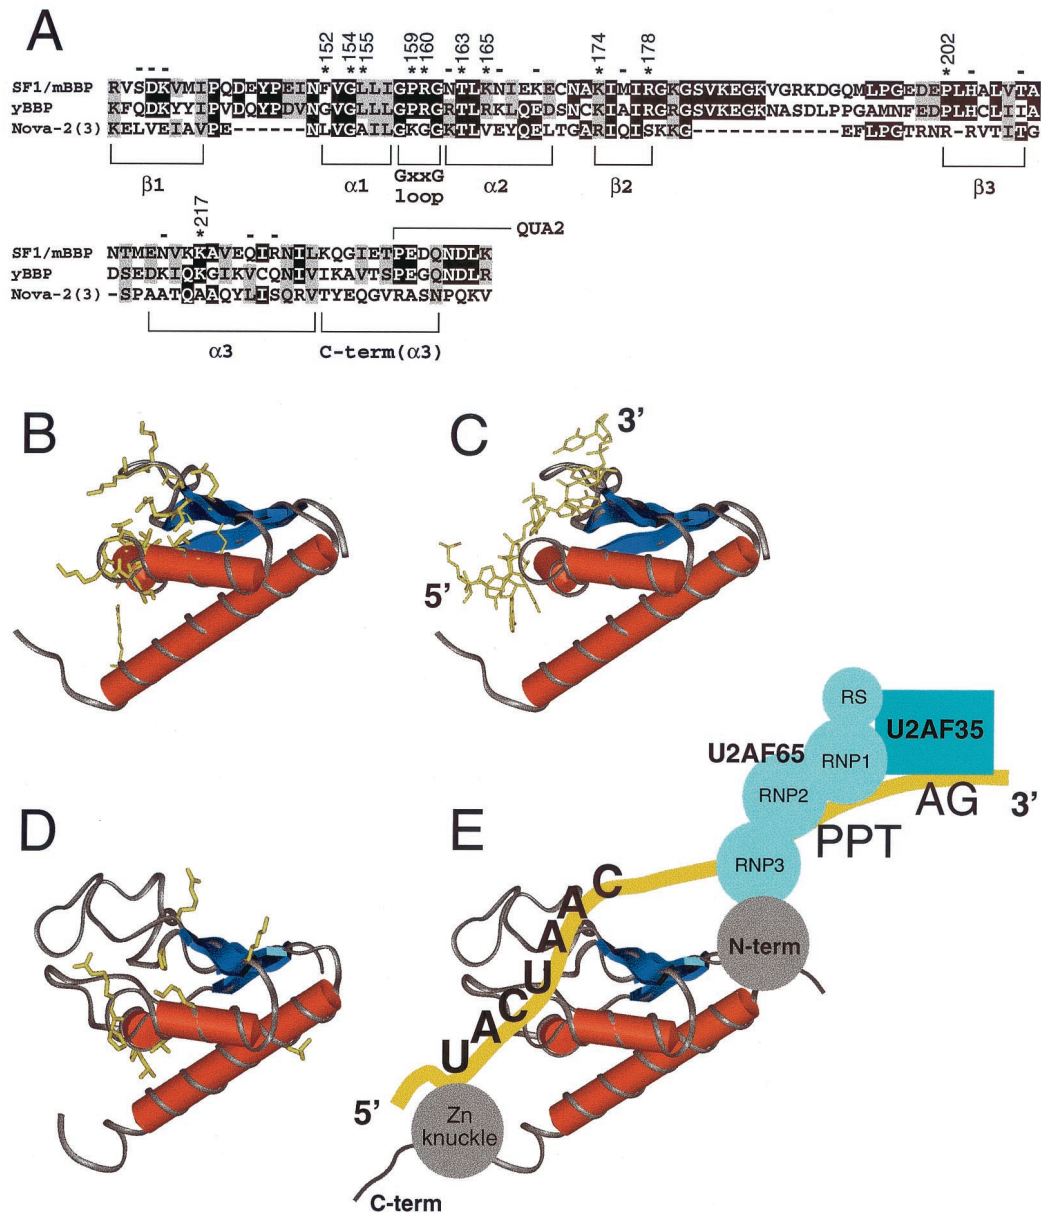 A
*152 *154 *155 *159 *160 *163 *165 *174 *178 *202
SF1/mBBP RVSDKVMIPQDEYPEINFVGLLIGPRGNTLKNIEKECNAKIMIRGKGSVKEGKVGRKDGQMLPGEDEPLHALVTA
yBBP KFQDKYYIPVDQYPDVNGVGLLLGPRGRTLRKLQEDSNCKIAIRGRGSVKEGKNASDLPPGAMNFEDPLHCLIIA
Nova-2(3) KELVEIAVPE------NLVGAILGKGGKTLVEYQELTGARIQISKKG---------------EFLPGTRNR-RVTITG
β1 α1 GxxG loop α2 β2 β3
*217 QUA2
SF1/mBBP NTMENVKKAVEQIRNILKQGIETPEDQNDLK
yBBP DSEDKIQKGIKVCQNIVIKAVTSPEGQNDLR
Nova-2(3) -SPAATQAAQYLISQRVTYEQGVRASNPQKV
α3 C-term(α3)
B C
3'
5'
RS
U2AF35
U2AF65
RNP1
RNP2
AG
3'
PPT
D E
RNP3
C
A
A
N-term
U
C
A
U
5'
Zn
knuckle
C-term